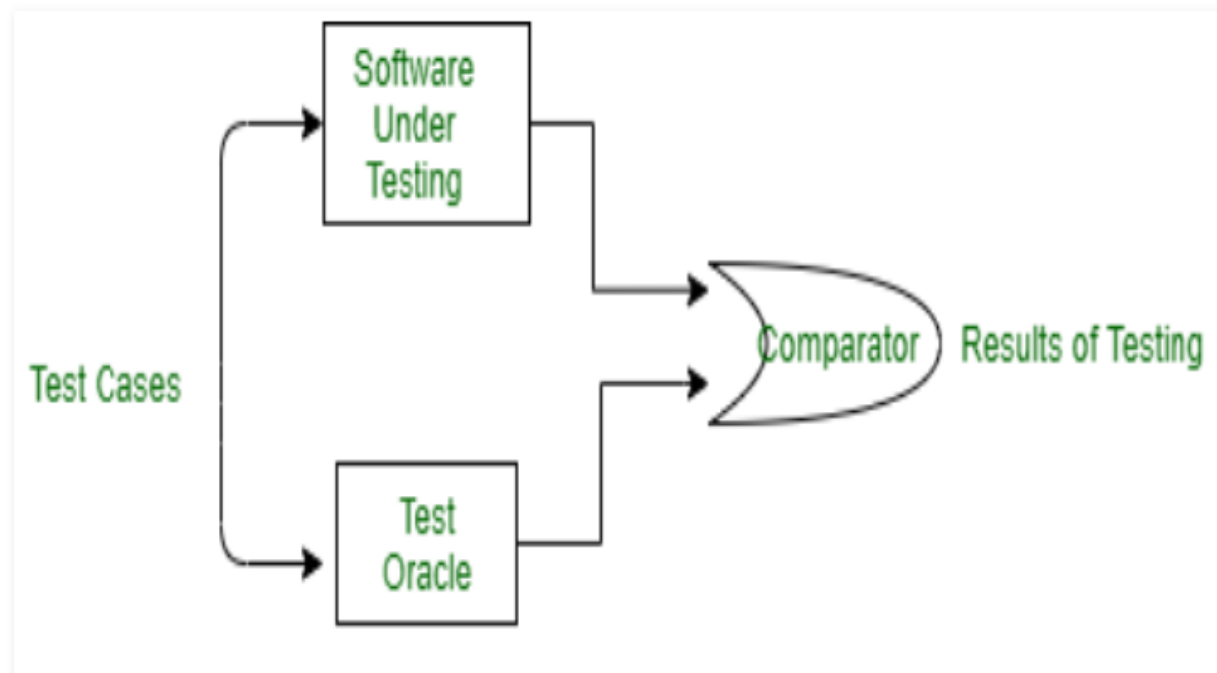 Software
Under
Testing
Comparator
Results of Testing
Test Cases
Test
Oracle